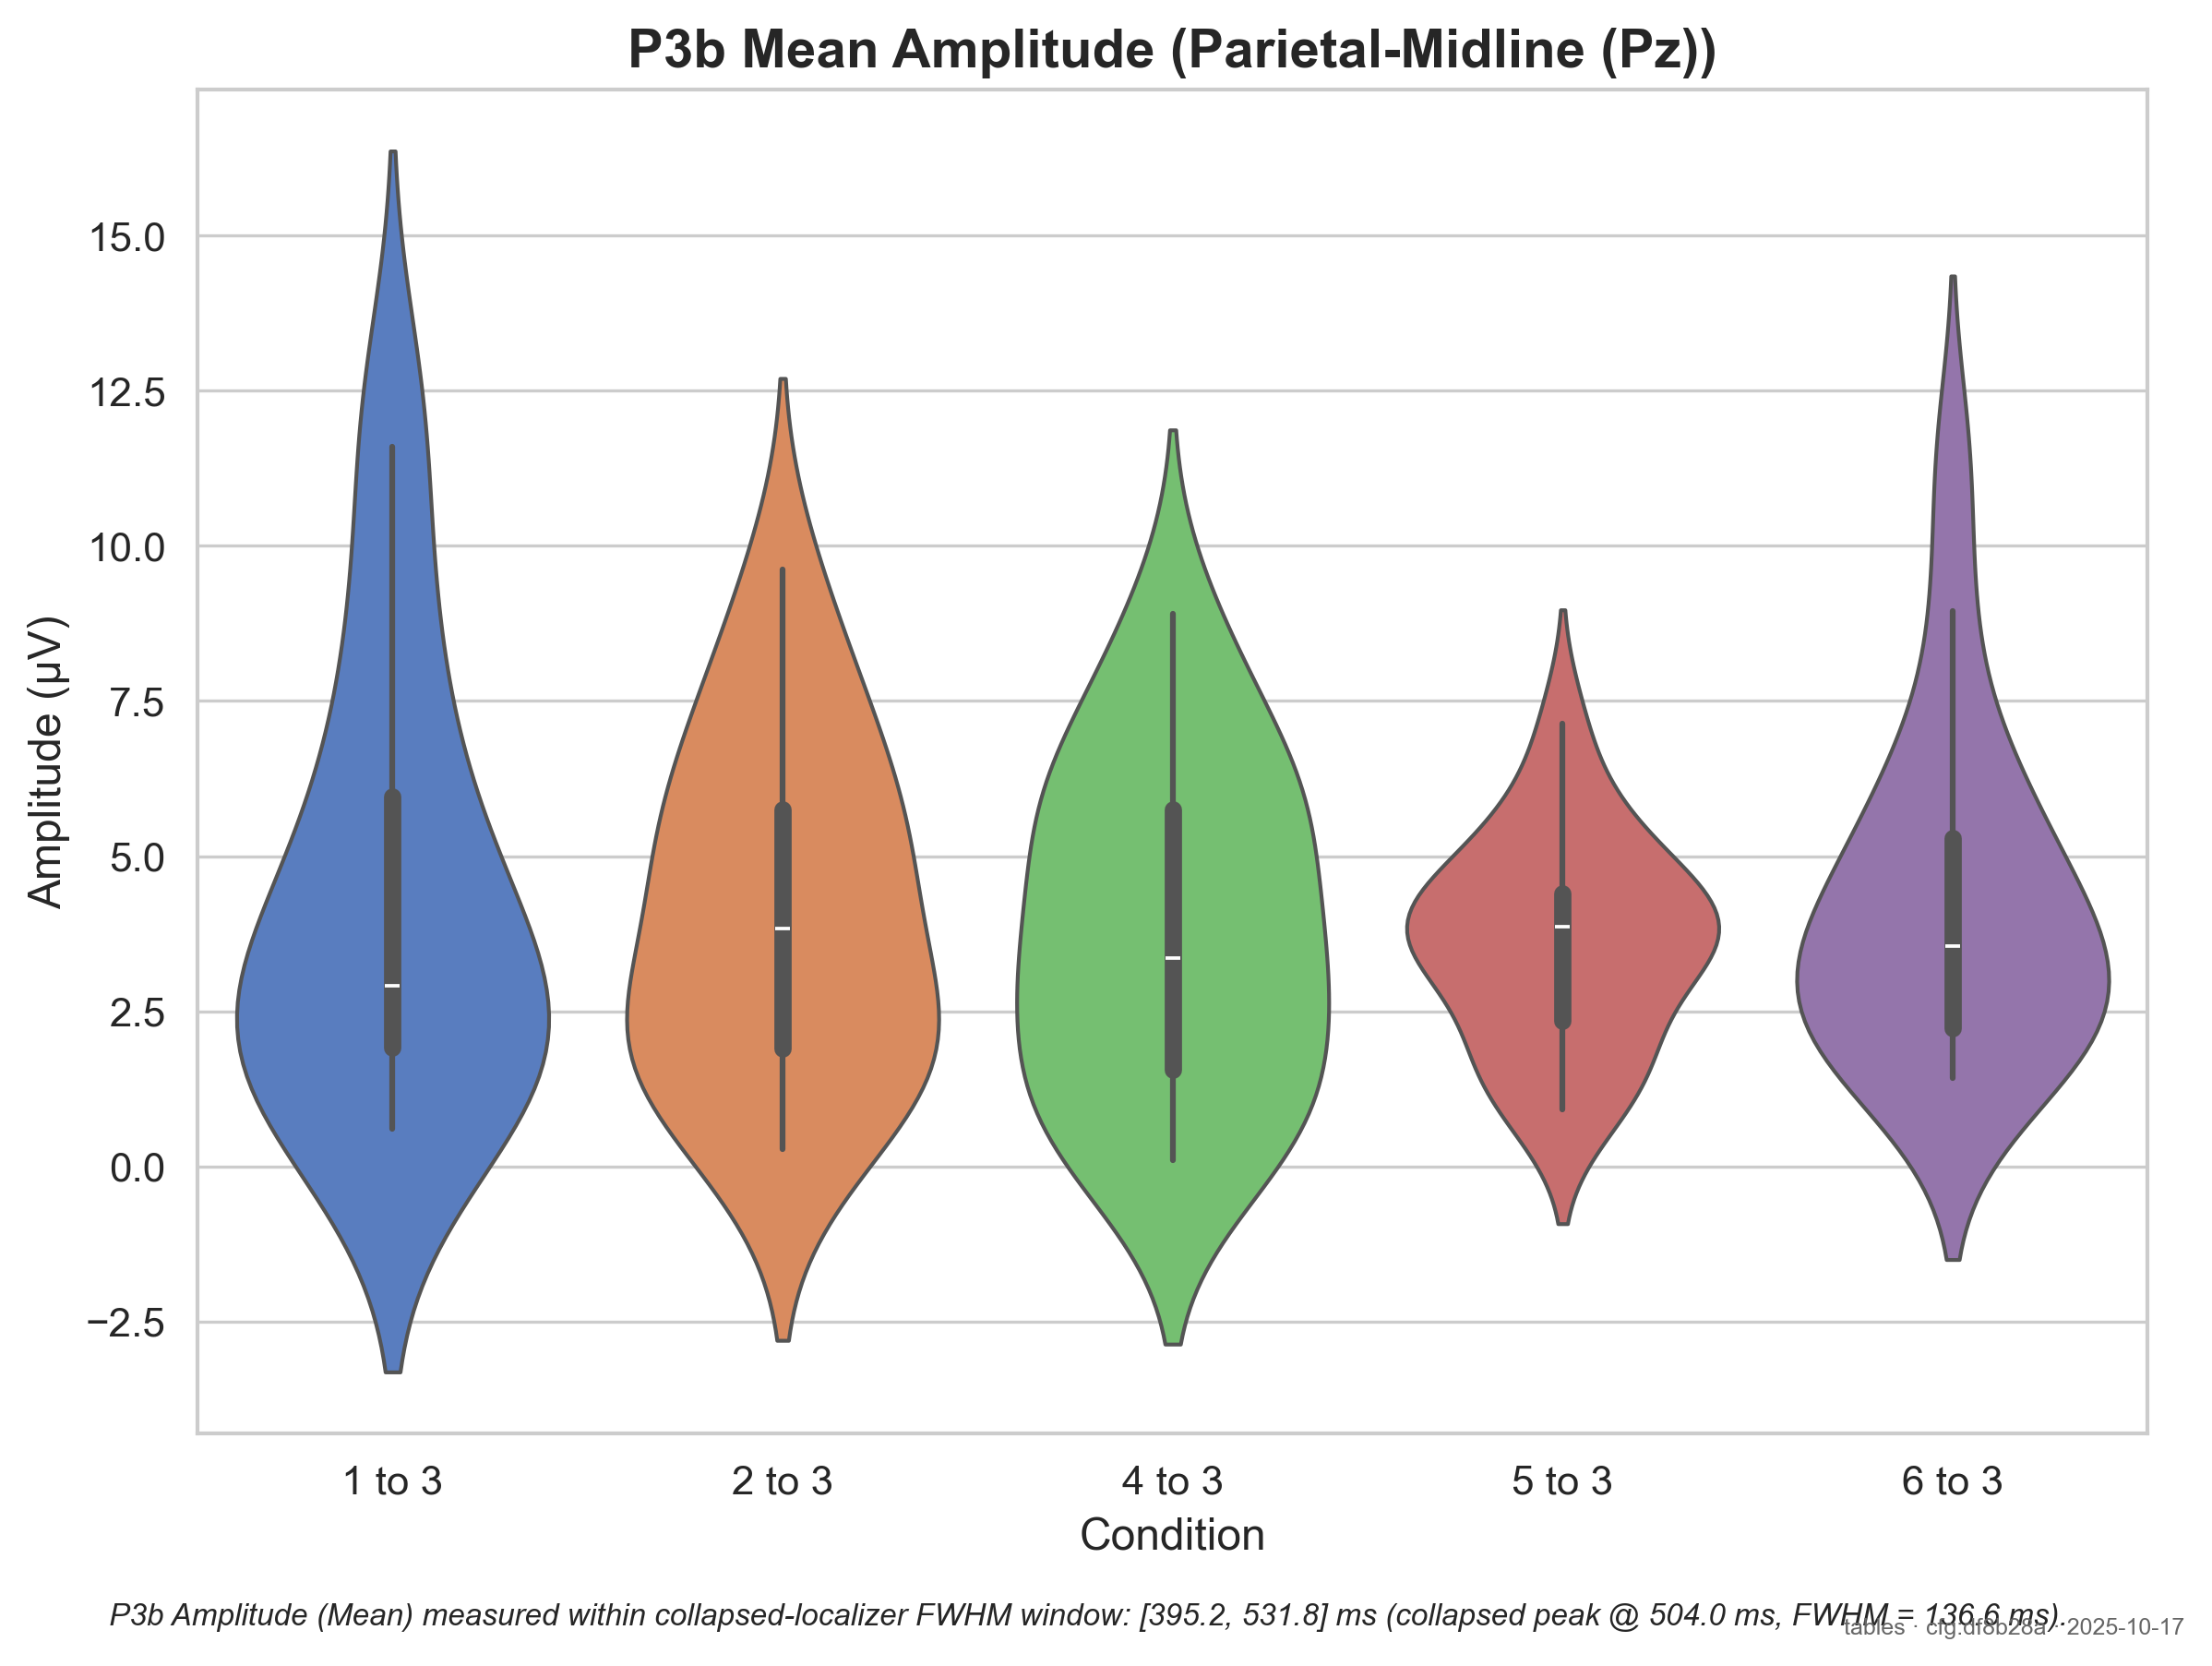 P3b Mean Amplitude (Parietal-Midline (Pz))
Amplitude (µV)
15.0
12.5
10.0
7.5
5.0
2.5
0.0
−2.5
1 to 3
2 to 3
4 to 3
5 to 3
6 to 3
Condition
P3b Amplitude (Mean) measured within collapsed-localizer FWHM window: [395.2, 531.8] ms (collapsed peak @ 504.0 ms, FWHM = 136.6 ms).
tables · cfg:df8b28a · 2025-10-17